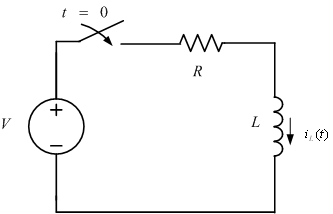 t = 0
R
V
+
L
i_L(t)
−